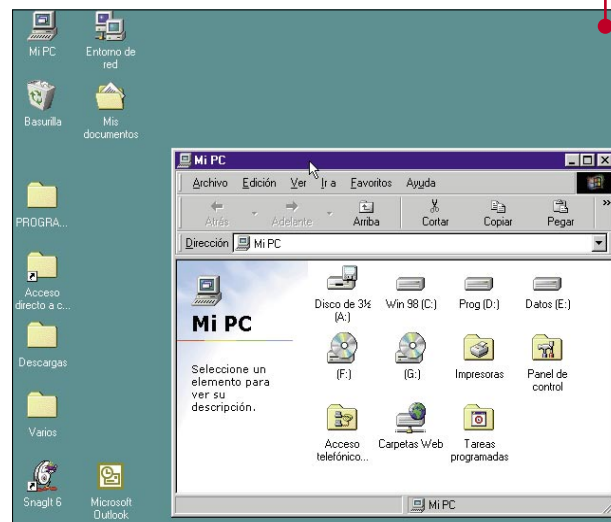 Mi PC
Entorno de
red
Basurilla
Mis
documentos
PROGRA...
Acceso
directo a c...
Descargas
Varios
SnagIt 6
Microsoft
Outlook
Mi PC
Archivo Edición Ver Ir a Favoritos Ayuda
Atrás Adelante Arriba Cortar Copiar Pegar »
Dirección Mi PC
Mi PC
Seleccione un
elemento para
ver su
descripción.
Disco de 3½
(A:)
Win 98 (C:)
Prog (D:)
Datos (E:)
(F:)
(G:)
Impresoras
Panel de
control
Acceso
telefónico...
Carpetas Web
Tareas
programadas
Mi PC